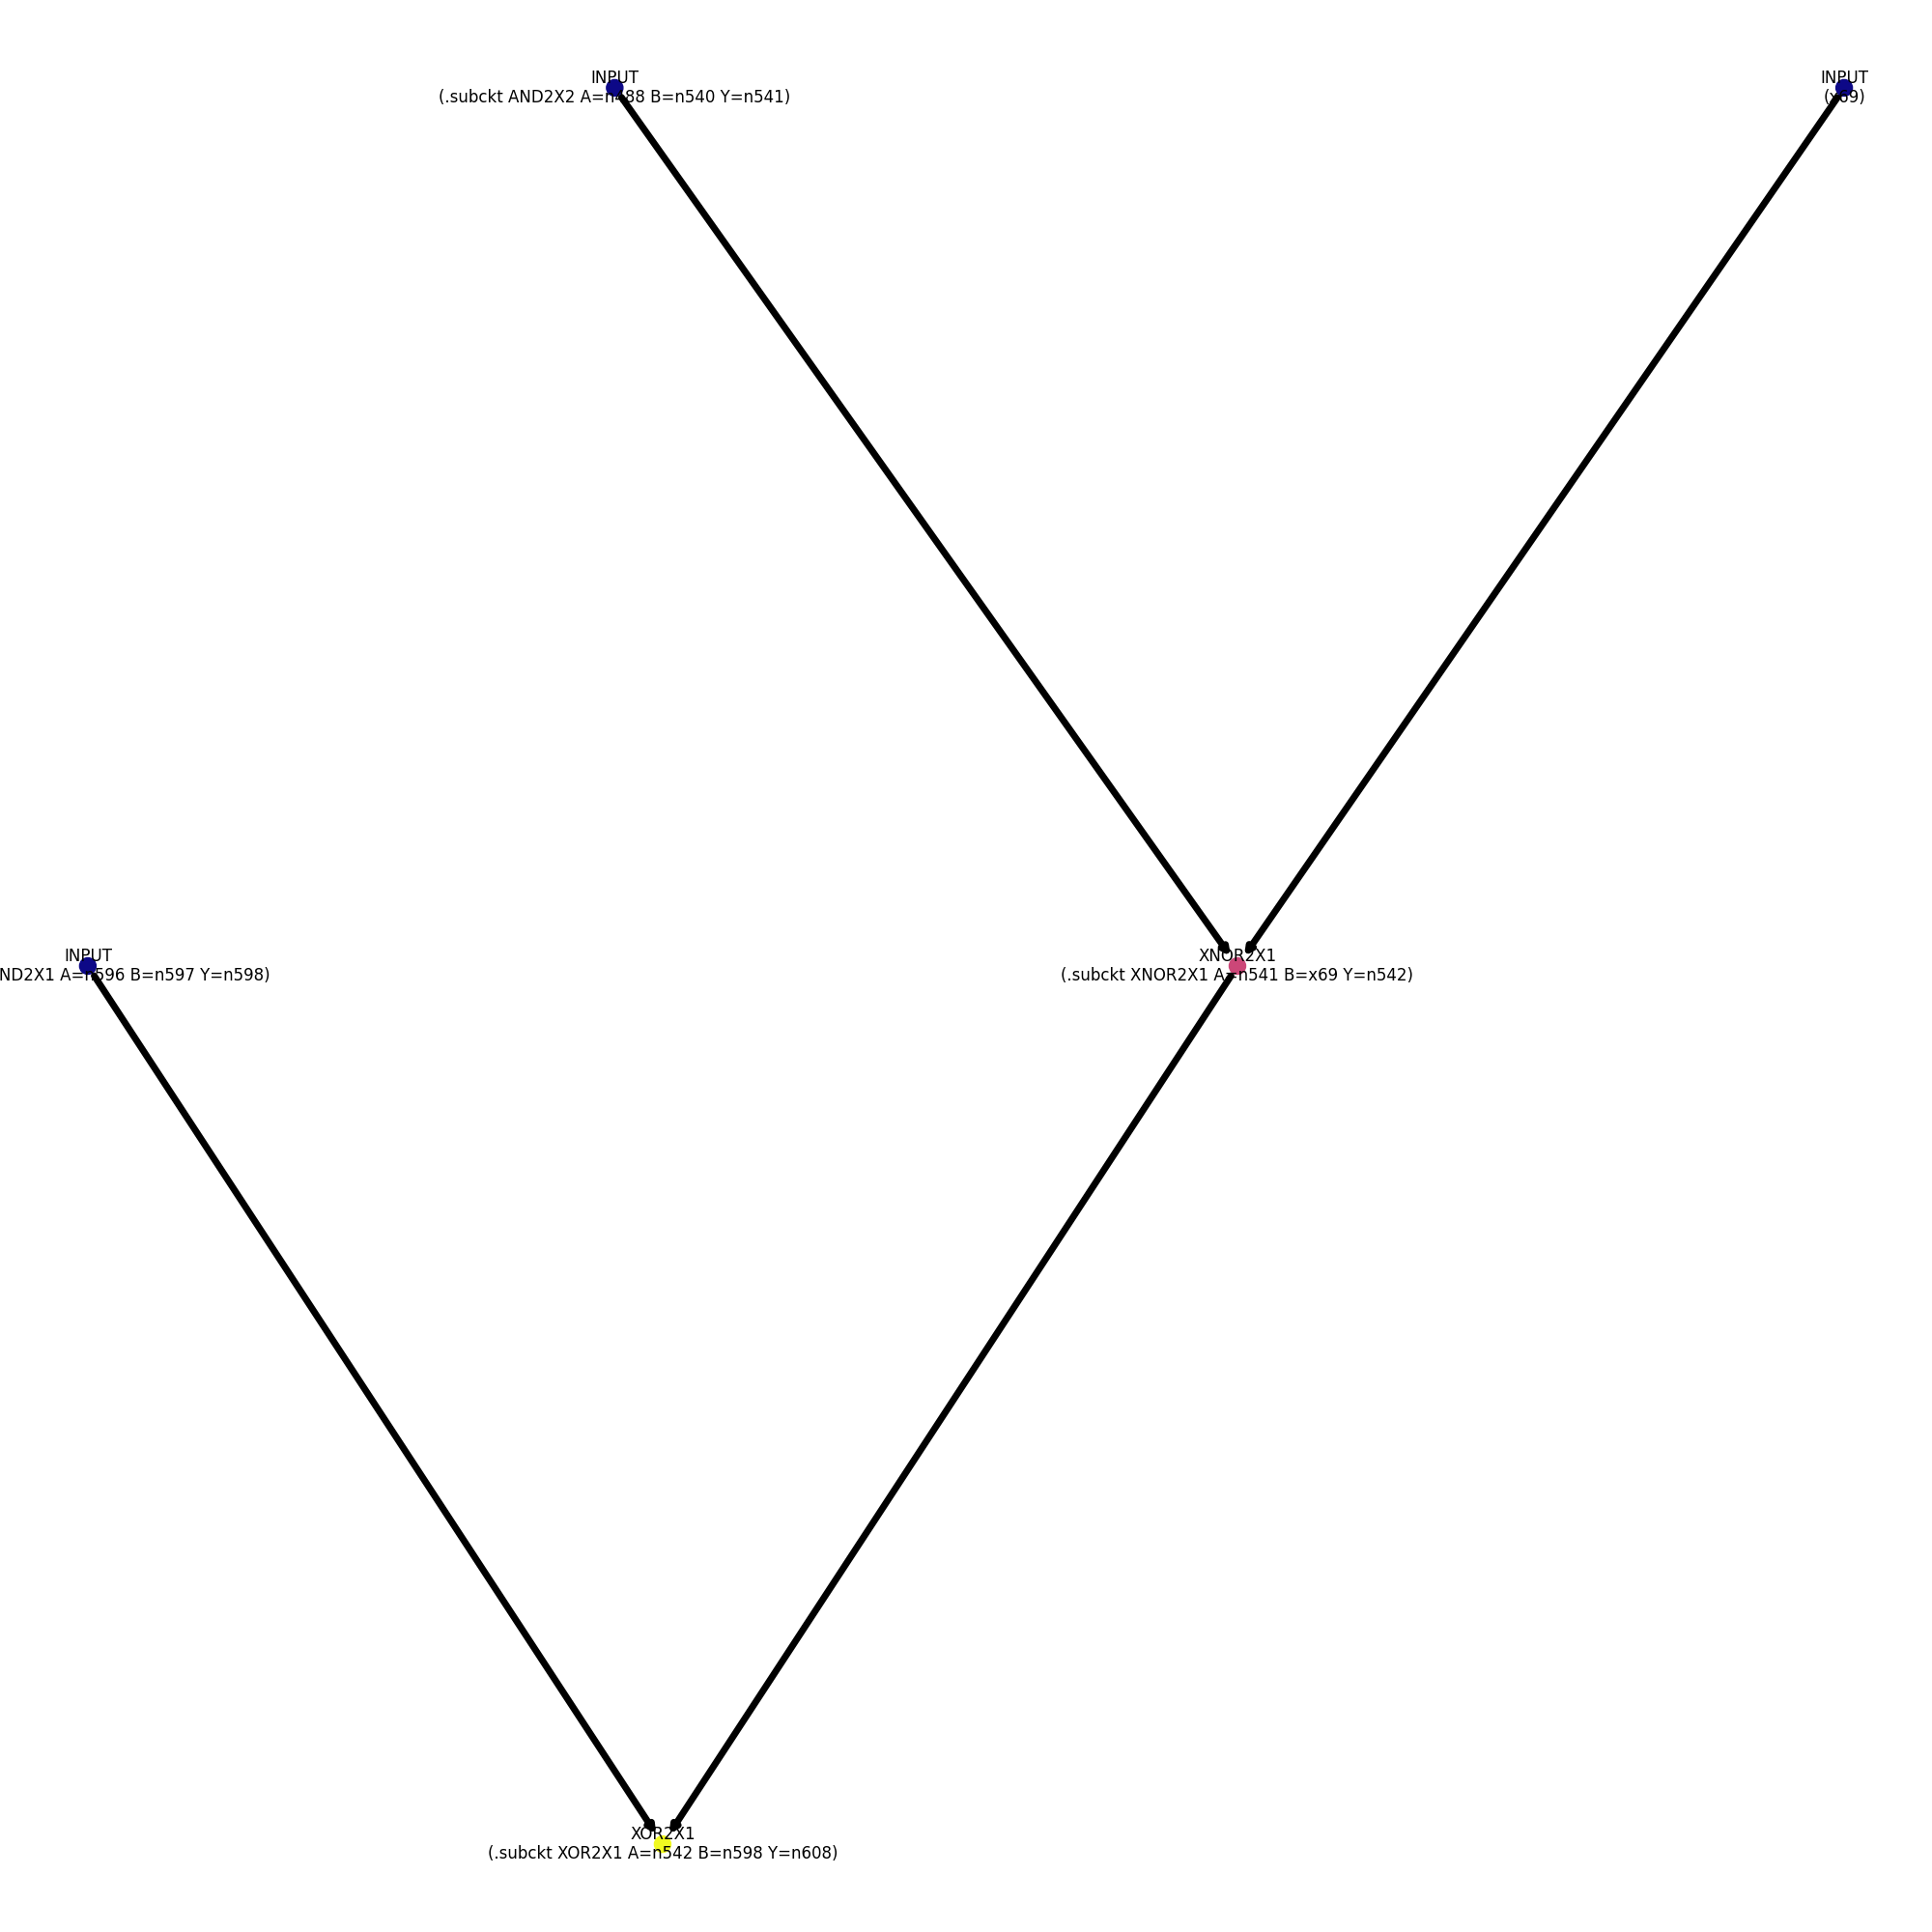 INPUT
(.subckt AND2X2 A=n488 B=n540 Y=n541)
INPUT
(x69)
INPUT
ND2X1 A=n596 B=n597 Y=n598)
XNOR2X1
(.subckt XNOR2X1 A=n541 B=x69 Y=n542)
XOR2X1
(.subckt XOR2X1 A=n542 B=n598 Y=n608)